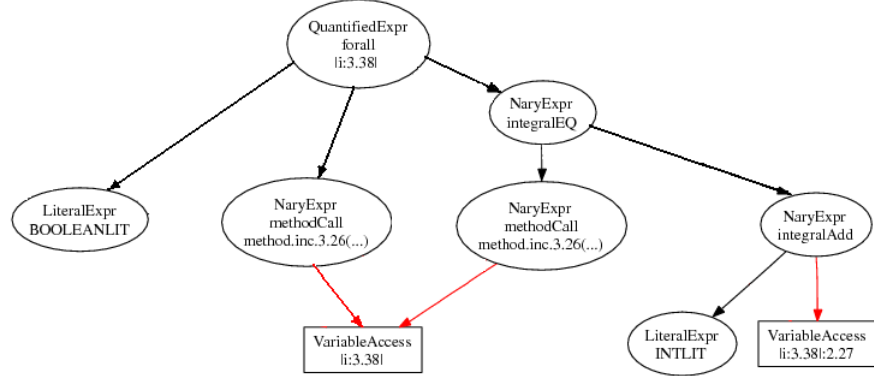 QuantifiedExpr
forall
|i:3.38|
NaryExpr
integralEQ
LiteralExpr
BOOLEANLIT
NaryExpr
methodCall
method.inc.3.26(...)
NaryExpr
methodCall
method.inc.3.26(...)
NaryExpr
integralAdd
VariableAccess
|i:3.38|
LiteralExpr
INTLIT
VariableAccess
|i:3.38|:2.27